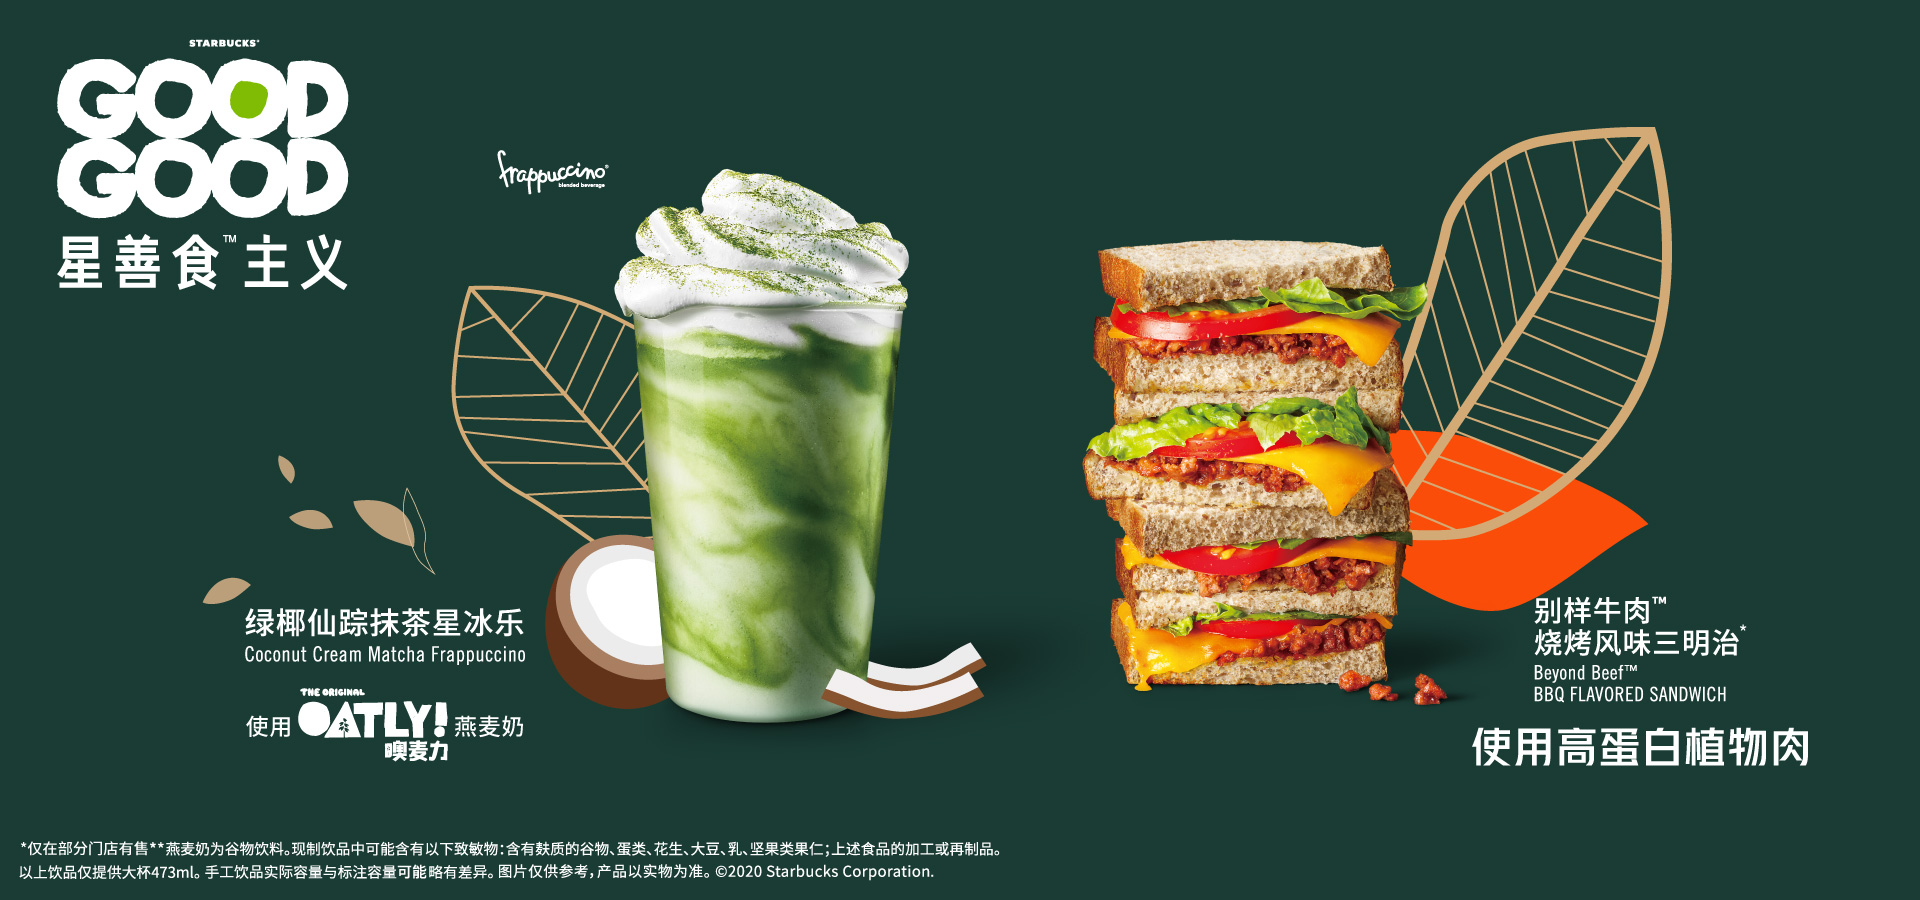 STARBUCKS®
GOOD
GOOD
星善食™主义
frappuccino®
blended beverage
绿椰仙踪抹茶星冰乐
Coconut Cream Matcha Frappuccino
THE ORIGINAL
使用 OATLY! 燕麦奶
噢麦力
别样牛肉™
烧烤风味三明治*
Beyond Beef™
BBQ FLAVORED SANDWICH
使用高蛋白植物肉
*仅在部分门店有售**燕麦奶为谷物饮料。现制饮品中可能含有以下致敏物：含有麸质的谷物、蛋类、花生、大豆、乳、坚果类果仁；上述食品的加工或再制品。
以上饮品仅提供大杯473ml。手工饮品实际容量与标注容量可能略有差异。图片仅供参考，产品以实物为准。©2020 Starbucks Corporation.